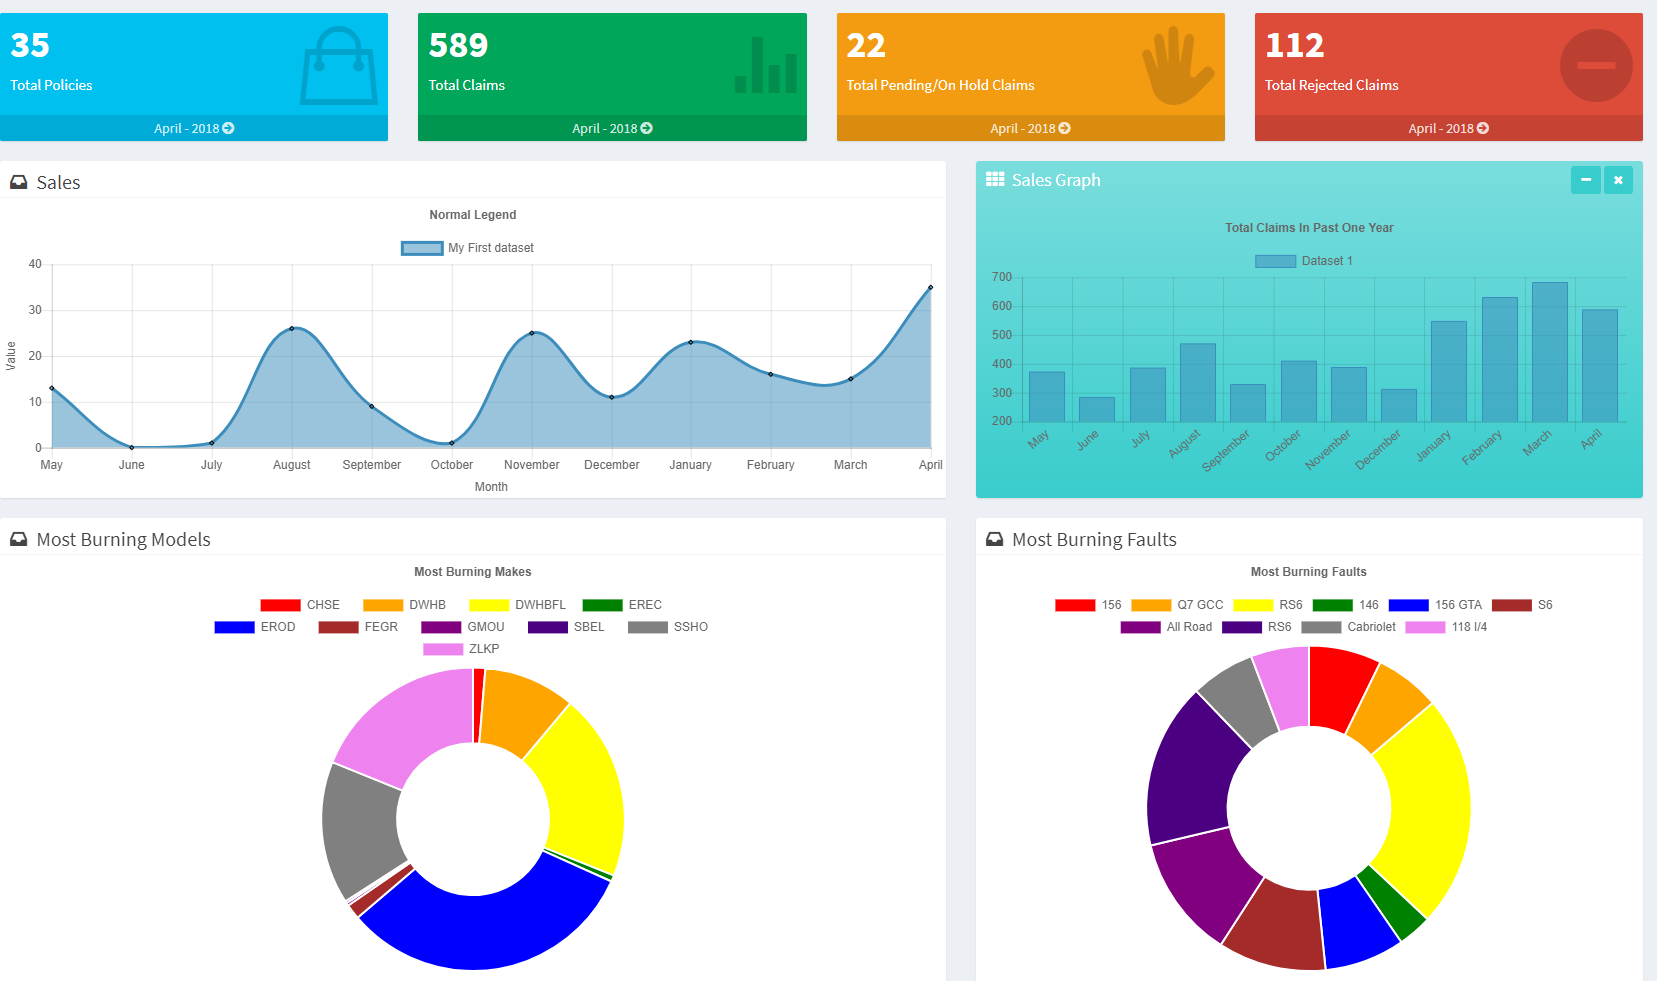 35
Total Policies
April - 2018
589
Total Claims
April - 2018
22
Total Pending/On Hold Claims
April - 2018
112
Total Rejected Claims
April - 2018
Sales
Normal Legend
My First dataset
40
30
20
10
0
Value
May June July August September October November December January February March April
Month
Sales Graph
Total Claims In Past One Year
Dataset 1
700
600
500
400
300
200
May June July August September October November December January February March April
Most Burning Models
Most Burning Makes
CHSE DWHB DWHBFL EREC
EROD FEGR GMOU SBEL SSHO
ZLKP
Most Burning Faults
Most Burning Faults
156 Q7 GCC RS6 146 156 GTA S6
All Road RS6 Cabriolet 118 I/4